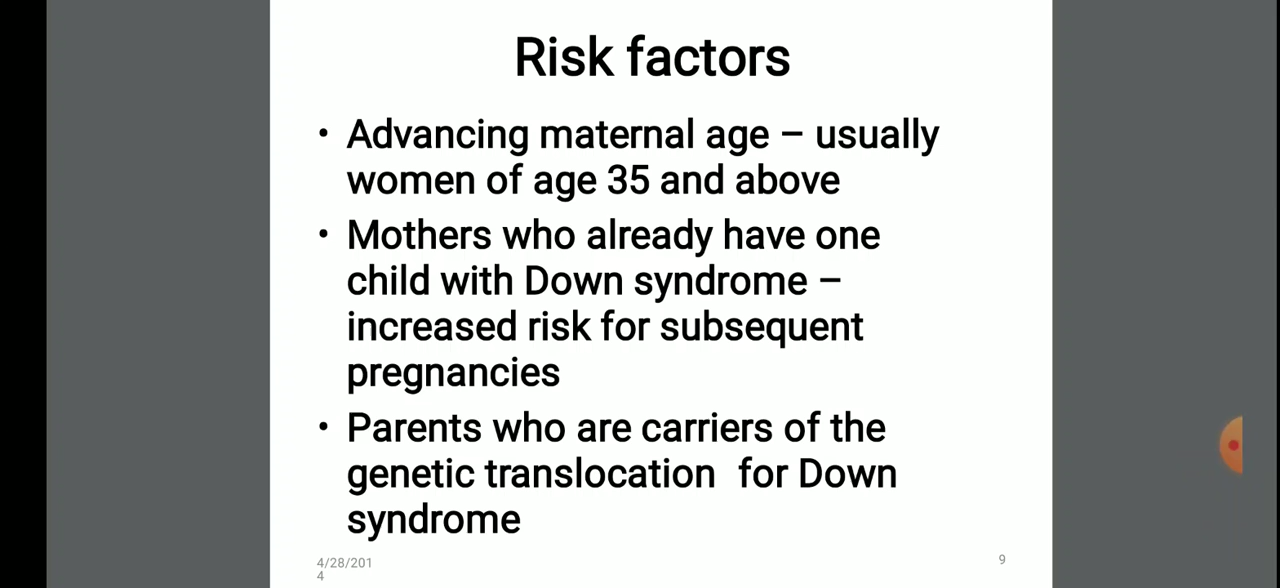 Risk factors
• Advancing maternal age – usually
women of age 35 and above
• Mothers who already have one
child with Down syndrome –
increased risk for subsequent
pregnancies
• Parents who are carriers of the
genetic translocation  for Down
syndrome
4/28/201
4
9